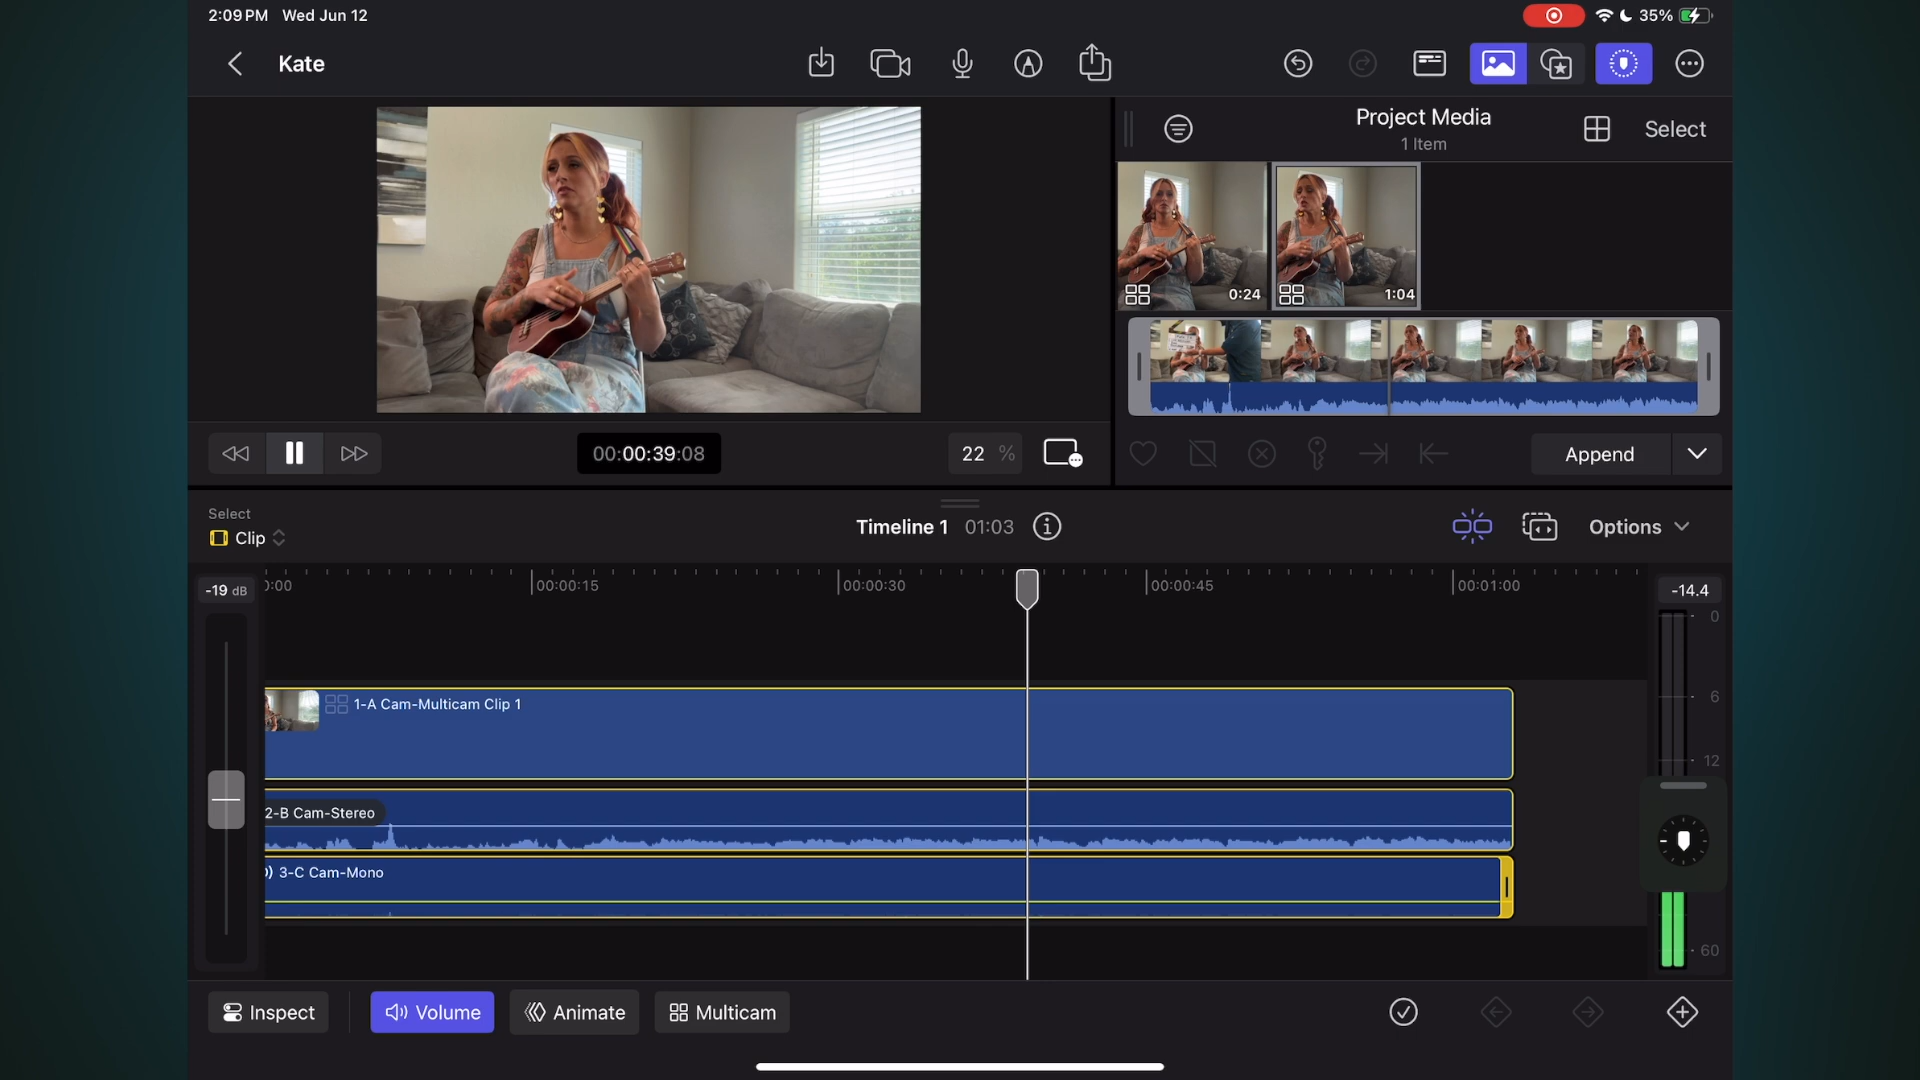 2:09 PM Wed Jun 12
35%
Kate
Project Media
1 Item
Select
0:24
1:04
00:00:39:08
22 %
Append
Select
Clip
Timeline 1 01:03
Options
-19 dB
0:00
00:00:15
00:00:30
00:00:45
00:01:00
-14.4
0
6
12
60
1-A Cam-Multicam Clip 1
2-B Cam-Stereo
3-C Cam-Mono
Inspect
Volume
Animate
Multicam